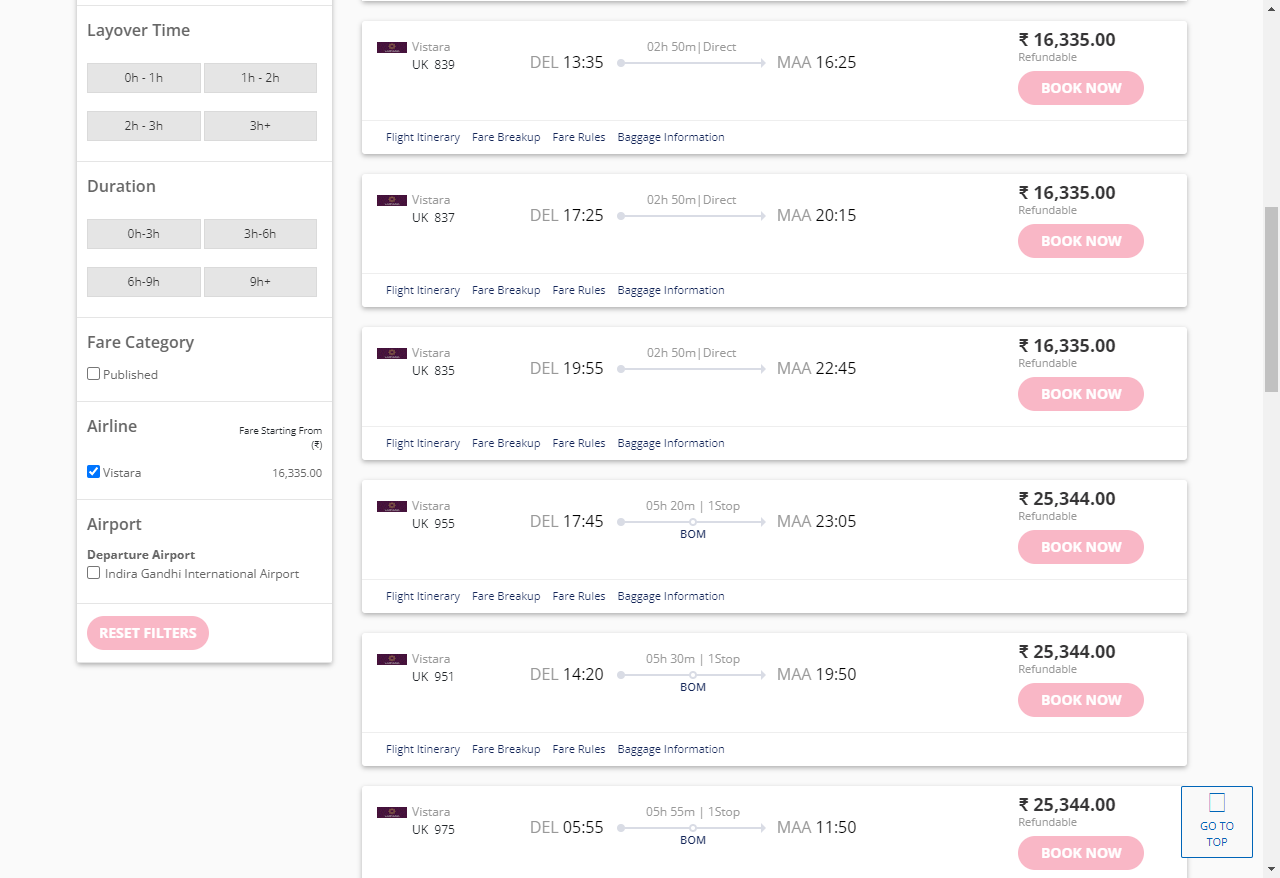 Layover Time
0h - 1h
1h - 2h
2h - 3h
3h+
Duration
0h-3h
3h-6h
6h-9h
9h+
Fare Category
Published
Airline
Fare Starting From
(₹)
Vistara
16,335.00
Airport
Departure Airport
Indira Gandhi International Airport
RESET FILTERS
Vistara
UK 839
DEL 13:35
02h 50m|Direct
MAA 16:25
₹ 16,335.00
Refundable
BOOK NOW
Flight Itinerary Fare Breakup Fare Rules Baggage Information
Vistara
UK 837
DEL 17:25
02h 50m|Direct
MAA 20:15
₹ 16,335.00
Refundable
BOOK NOW
Flight Itinerary Fare Breakup Fare Rules Baggage Information
Vistara
UK 835
DEL 19:55
02h 50m|Direct
MAA 22:45
₹ 16,335.00
Refundable
BOOK NOW
Flight Itinerary Fare Breakup Fare Rules Baggage Information
Vistara
UK 955
DEL 17:45
05h 20m | 1Stop
BOM
MAA 23:05
₹ 25,344.00
Refundable
BOOK NOW
Flight Itinerary Fare Breakup Fare Rules Baggage Information
Vistara
UK 951
DEL 14:20
05h 30m | 1Stop
BOM
MAA 19:50
₹ 25,344.00
Refundable
BOOK NOW
Flight Itinerary Fare Breakup Fare Rules Baggage Information
Vistara
UK 975
DEL 05:55
05h 55m | 1Stop
BOM
MAA 11:50
₹ 25,344.00
Refundable
BOOK NOW
GO TO
TOP